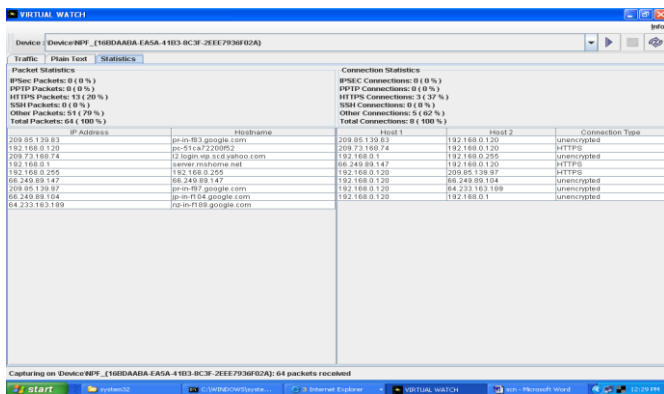 VIRTUAL WATCH
Info
Device : \Device\NPF_{16BDAABA-EA5A-41B3-8C3F-2EEE7936F02A}
Traffic Plain Text Statistics
Packet Statistics
IPSec Packets: 0 ( 0 % )
PPTP Packets: 0 ( 0 % )
HTTPS Packets: 13 ( 20 % )
SSH Packets: 0 ( 0 % )
Other Packets: 51 ( 79 % )
Total Packets: 64 ( 100 % )
IP Address Hostname
209.85.139.83 pr-in-f83.google.com
192.168.0.120 pc-51ca72200f52
209.73.168.74 l2.login.vip.scd.yahoo.com
192.168.0.1 server.mshome.net
192.168.0.255 192.168.0.255
66.249.89.147 66.249.89.147
209.85.139.97 pr-in-f97.google.com
66.249.89.104 jp-in-f104.google.com
64.233.183.189 nz-in-f189.google.com
Connection Statistics
IPSEC Connections: 0 ( 0 % )
PPTP Connections: 0 ( 0 % )
HTTPS Connections: 3 ( 37 % )
SSH Connections: 0 ( 0 % )
Other Connections: 5 ( 62 % )
Total Connections: 8 ( 100 % )
Host 1 Host 2 Connection Type
209.85.139.83 192.168.0.120 unencrypted
209.73.168.74 192.168.0.120 HTTPS
192.168.0.1 192.168.0.255 unencrypted
66.249.89.147 192.168.0.120 HTTPS
192.168.0.120 209.85.139.97 HTTPS
192.168.0.120 66.249.89.104 unencrypted
192.168.0.120 64.233.183.189 unencrypted
192.168.0.120 192.168.0.1 unencrypted
Capturing on \Device\NPF_{16BDAABA-EA5A-41B3-8C3F-2EEE7936F02A}: 64 packets received
start system32 C:\WINDOWS\syste... 3 Internet Explorer VIRTUAL WATCH scn - Microsoft Word 12:29 PM